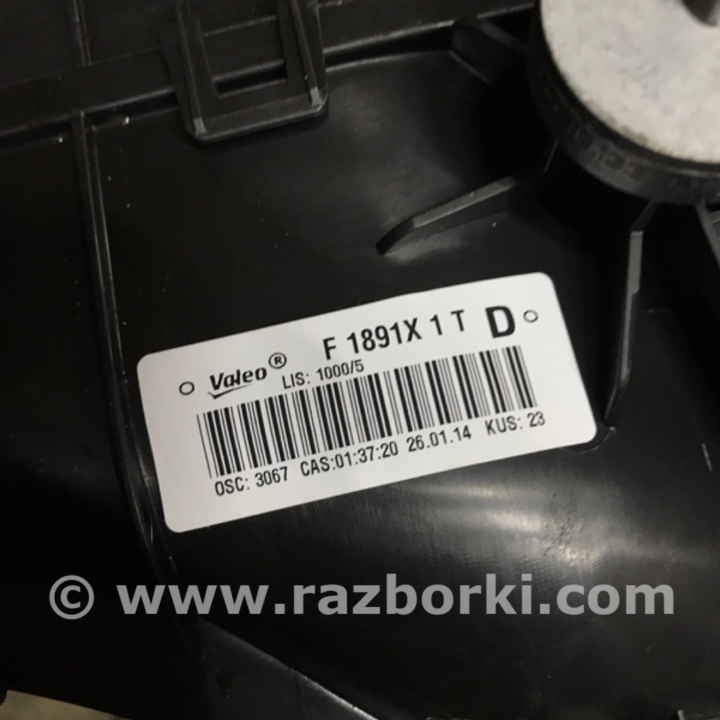 Valeo® F 1891X 1 T D
LIS: 1000/5
OSC: 3067 CAS:01:37:20 26.01.14 KUS: 23
© www.razborki.com